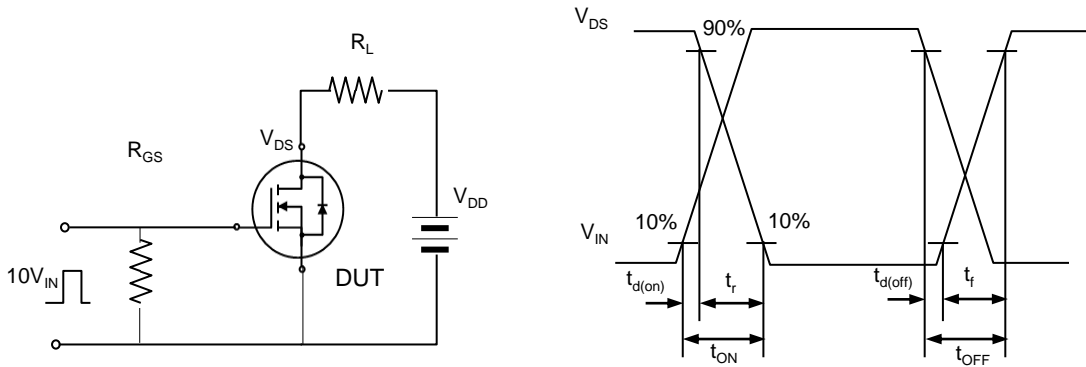 R_L
V_DS
R_GS
V_DD
10V_IN
DUT
V_DS
90%
10%
10%
V_IN
t_d(on)
t_r
t_d(off)
t_f
t_ON
t_OFF